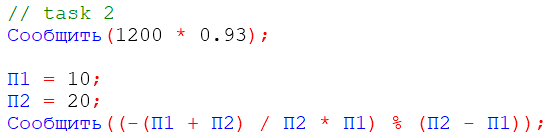 // task 2
Сообщить(1200 * 0.93);
П1 = 10;
П2 = 20;
Сообщить((-(П1 + П2) / П2 * П1) % (П2 - П1));